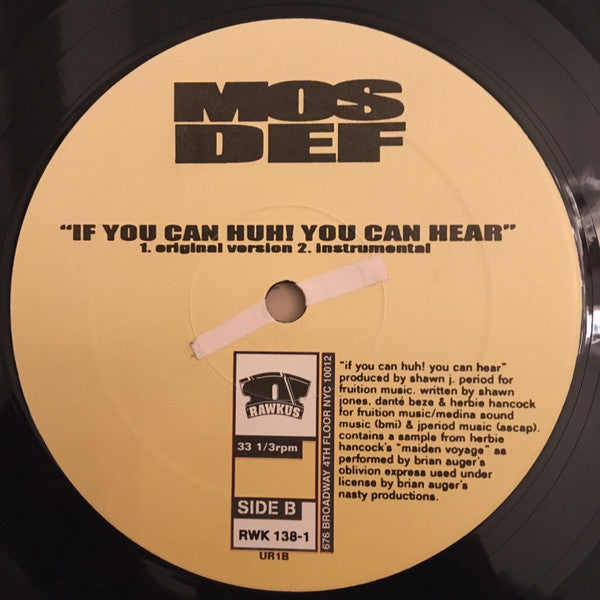 MOS
DEF
"IF YOU CAN HUH! YOU CAN HEAR"
1. original version 2. instrumental
RAWKUS
33 1/3rpm
SIDE B
RWK 138-1
UR1B
676 BROADWAY 4TH FLOOR NYC 10012
"if you can huh! you can hear"
produced by shawn j. period for
fruition music. written by shawn
jones, danté beze & herbie hancock
for fruition music/medina sound
music (bmi) & jperiod music (ascap).
contains a sample from herbie
hancock's "maiden voyage" as
performed by brian auger's
oblivion express used under
license by brian auger's
nasty productions.